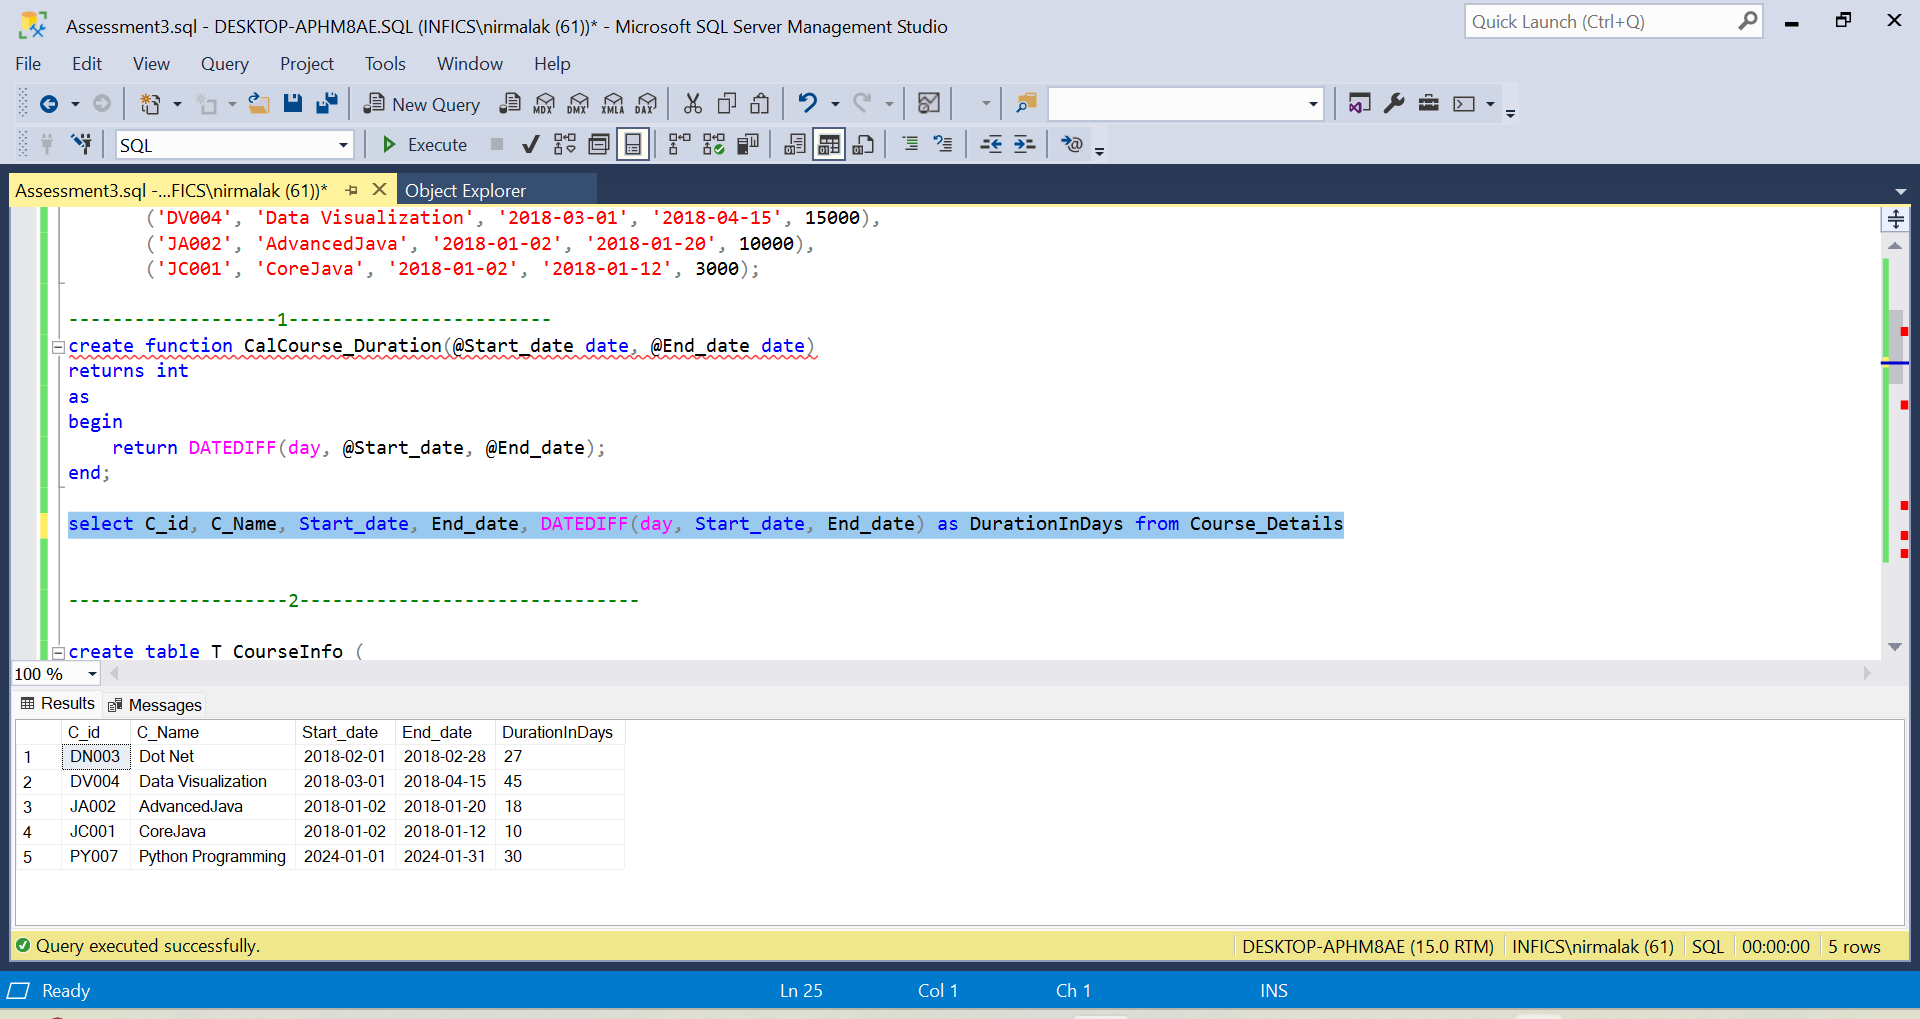 Assessment3.sql - DESKTOP-APHM8AE.SQL (INFICS\nirmalak (61))* - Microsoft SQL Server Management Studio
Quick Launch (Ctrl+Q)
File Edit View Query Project Tools Window Help
New Query MDX DMX XMLA DAX
SQL Execute
Assessment3.sql -...FICS\nirmalak (61))* Object Explorer
('DV004', 'Data Visualization', '2018-03-01', '2018-04-15', 15000),
('JA002', 'AdvancedJava', '2018-01-02', '2018-01-20', 10000),
('JC001', 'CoreJava', '2018-01-02', '2018-01-12', 3000);
-------------------1------------------------
create function CalCourse_Duration(@Start_date date, @End_date date)
returns int
as
begin
return DATEDIFF(day, @Start_date, @End_date);
end;
select C_id, C_Name, Start_date, End_date, DATEDIFF(day, Start_date, End_date) as DurationInDays from Course_Details
--------------------2-------------------------------
create table T_CourseInfo (
100 %
Results Messages
C_id C_Name Start_date End_date DurationInDays
1 DN003 Dot Net 2018-02-01 2018-02-28 27
2 DV004 Data Visualization 2018-03-01 2018-04-15 45
3 JA002 AdvancedJava 2018-01-02 2018-01-20 18
4 JC001 CoreJava 2018-01-02 2018-01-12 10
5 PY007 Python Programming 2024-01-01 2024-01-31 30
Query executed successfully. DESKTOP-APHM8AE (15.0 RTM) INFICS\nirmalak (61) SQL 00:00:00 5 rows
Ready Ln 25 Col 1 Ch 1 INS